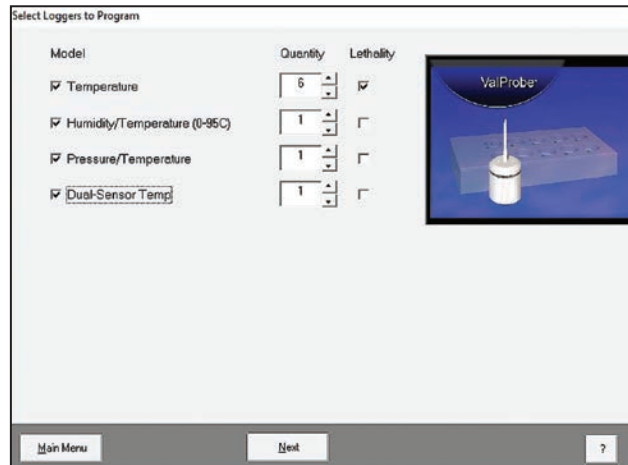 Select Loggers to Program
Model Quantity Lethality
Temperature 6
Humidity/Temperature (0-95C) 1
Pressure/Temperature 1
Dual-Sensor Temp 1
ValProbe
Main Menu Next ?